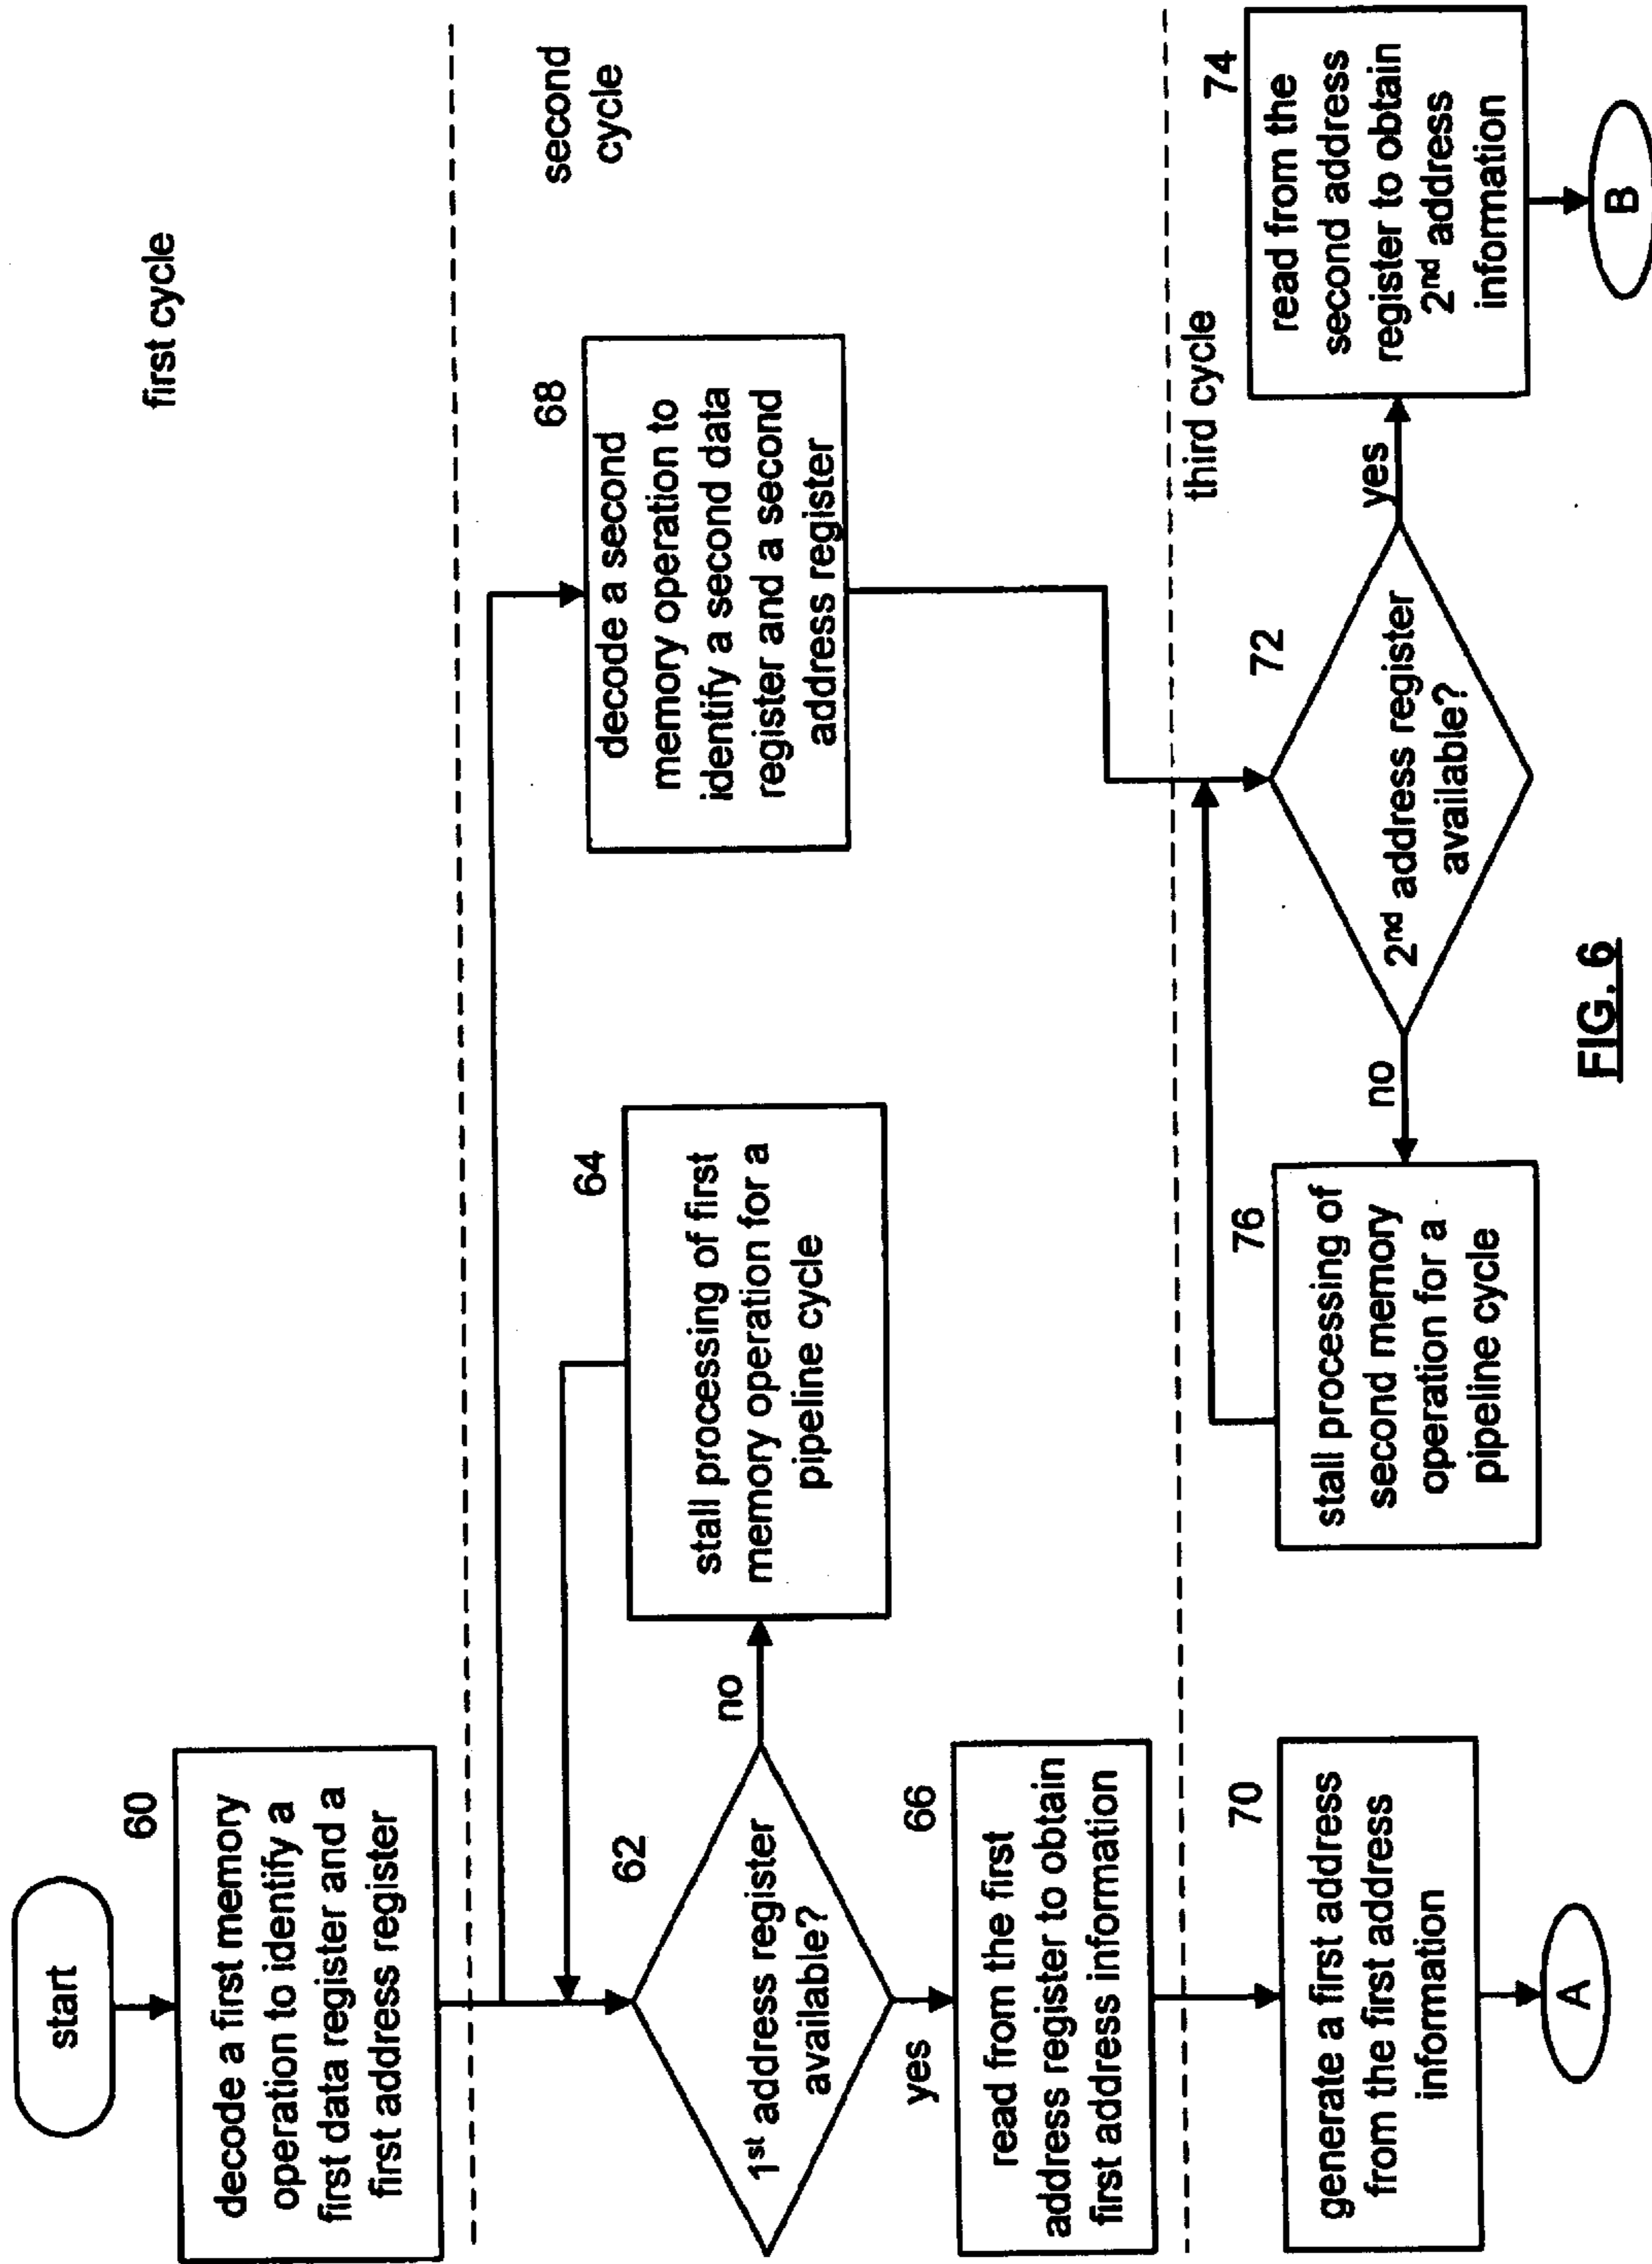 start
60
decode a first memory
operation to identify a
first data register and a
first address register
first cycle
second
cycle
62
1st address register
available?
no
yes
64
stall processing of first
memory operation for a
pipeline cycle
66
read from the first
address register to obtain
first address information
68
decode a second
memory operation to
identify a second data
register and a second
address register
third cycle
70
generate a first address
from the first address
information
A
72
2nd address register
available?
no
yes
76
stall processing of
second memory
operation for a
pipeline cycle
74
read from the
second address
register to obtain
2nd address
information
B
FIG. 6